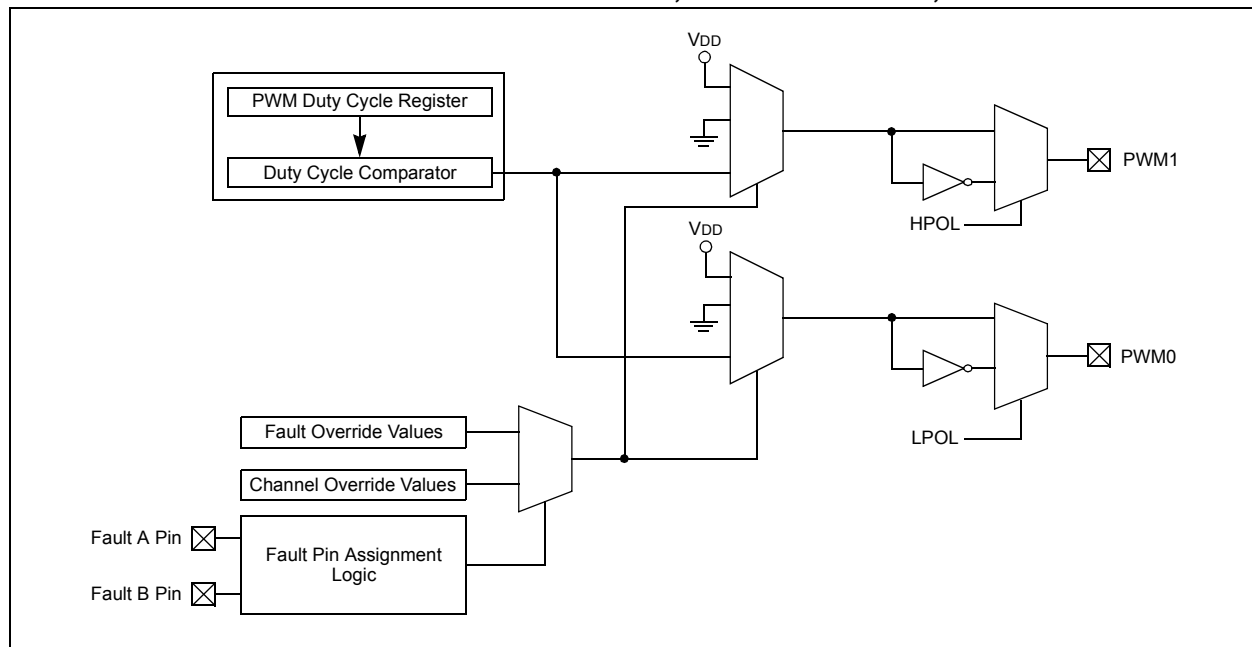 VDD
PWM Duty Cycle Register
Duty Cycle Comparator
PWM1
HPOL
VDD
PWM0
LPOL
Fault Override Values
Channel Override Values
Fault A Pin
Fault Pin Assignment
Logic
Fault B Pin